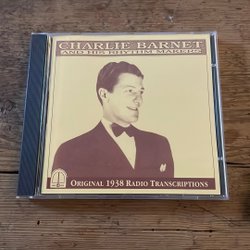 CHARLIE BARNET
AND HIS RHYTHM MAKERS
ORIGINAL 1938 RADIO TRANSCRIPTIONS